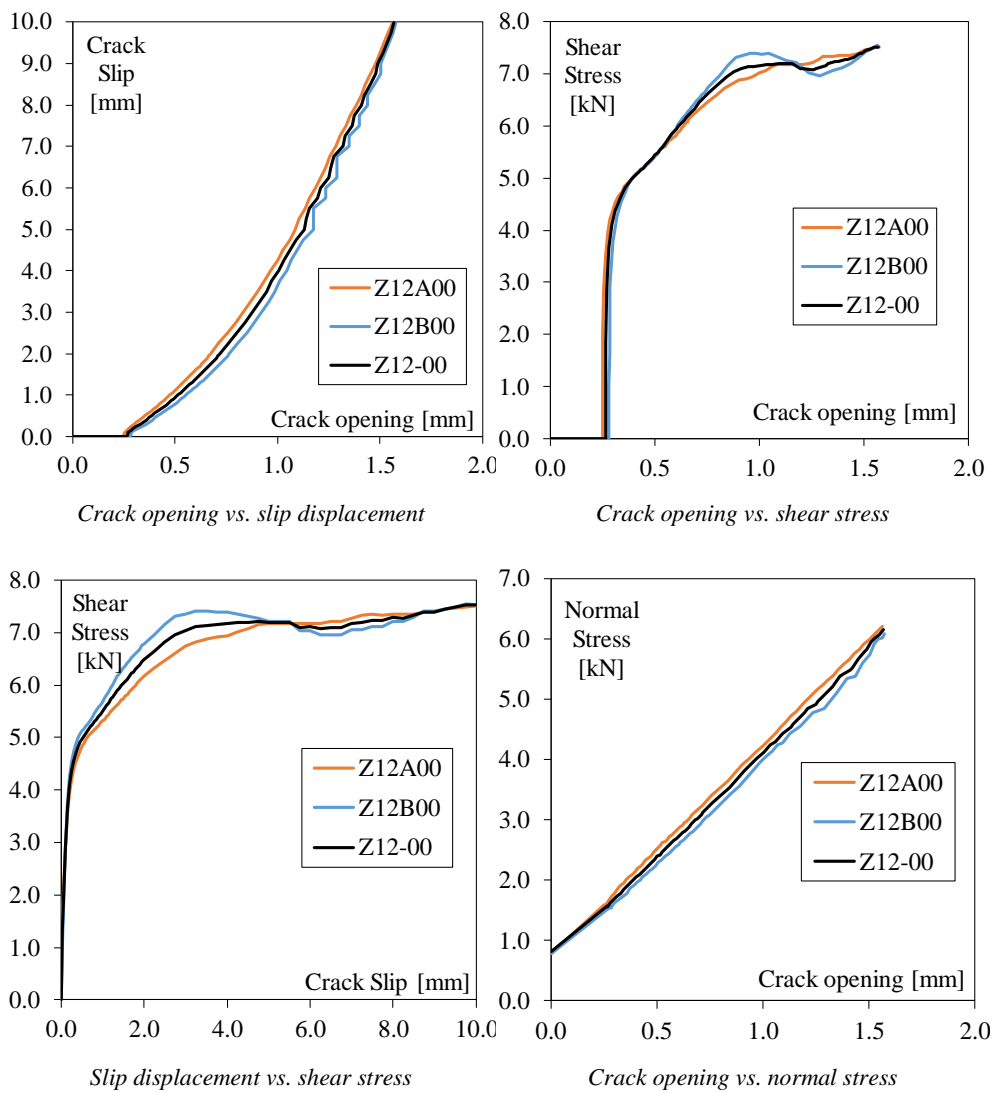 10.0
9.0
8.0
7.0
6.0
5.0
4.0
3.0
2.0
1.0
0.0
Crack
Slip
[mm]
Z12A00
Z12B00
Z12-00
Crack opening [mm]
0.0 0.5 1.0 1.5 2.0
Crack opening vs. slip displacement
8.0
7.0
6.0
5.0
4.0
3.0
2.0
1.0
0.0
Shear
Stress
[kN]
Z12A00
Z12B00
Z12-00
Crack opening [mm]
0.0 0.5 1.0 1.5 2.0
Crack opening vs. shear stress
8.0
7.0
6.0
5.0
4.0
3.0
2.0
1.0
0.0
Shear
Stress
[kN]
Z12A00
Z12B00
Z12-00
Crack Slip [mm]
0.0 2.0 4.0 6.0 8.0 10.0
Slip displacement vs. shear stress
7.0
6.0
5.0
4.0
3.0
2.0
1.0
0.0
Normal
Stress
[kN]
Z12A00
Z12B00
Z12-00
Crack opening [mm]
0.0 0.5 1.0 1.5 2.0
Crack opening vs. normal stress